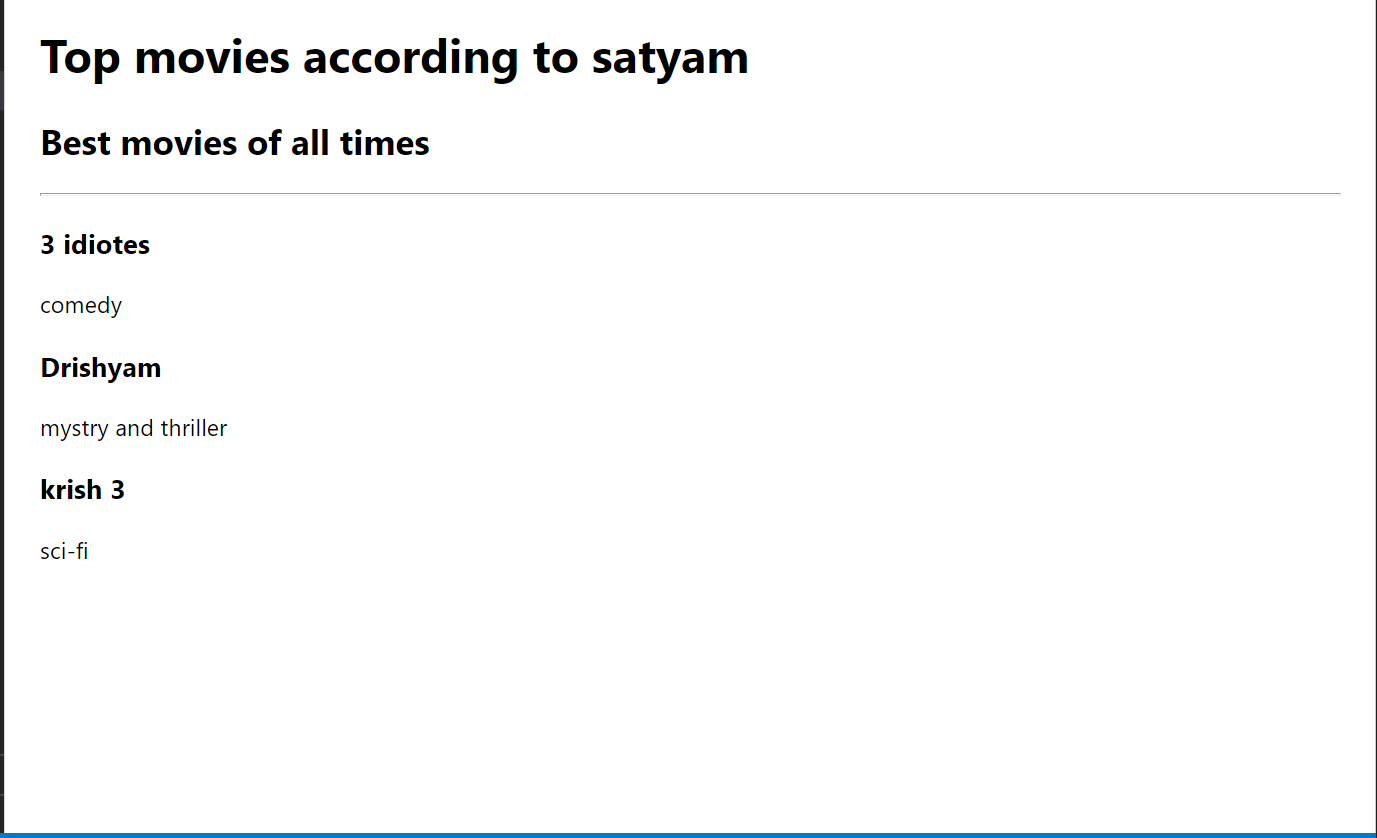 Top movies according to satyam
Best movies of all times
3 idiotes
comedy
Drishyam
mystry and thriller
krish 3
sci-fi